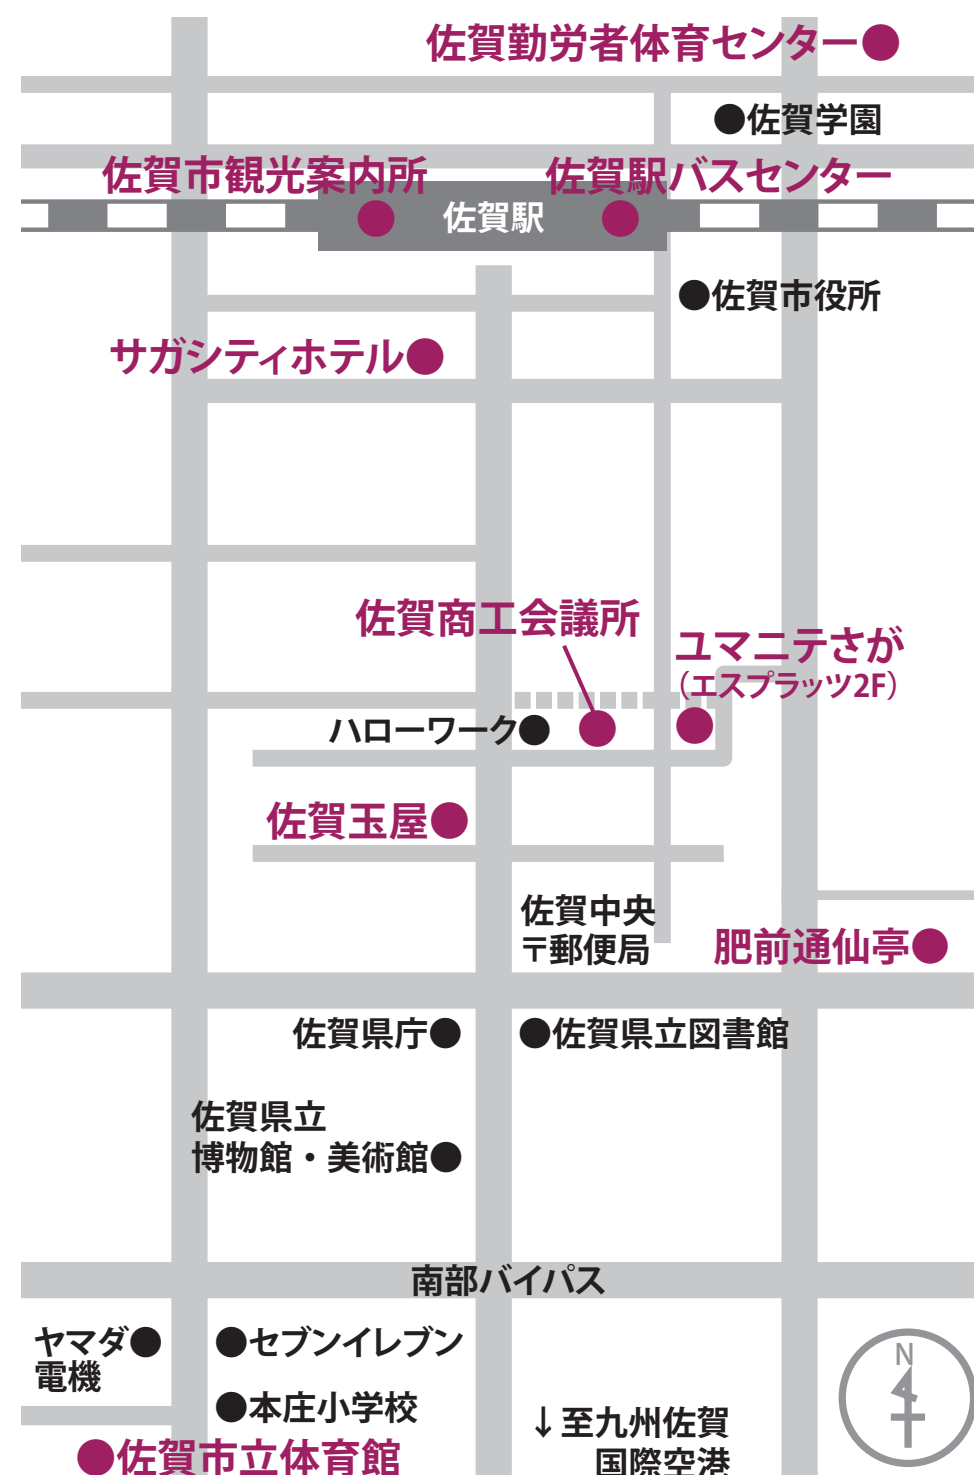 佐賀勤労者体育センター
佐賀学園
佐賀市観光案内所
佐賀駅バスセンター
佐賀駅
佐賀市役所
サガシティホテル
佐賀商工会議所
ユマニテさが
（エスプラッツ2F）
ハローワーク
佐賀玉屋
佐賀中央
〒郵便局
肥前通仙亭
佐賀県庁
佐賀県立図書館
佐賀県立
博物館・美術館
南部バイパス
ヤマダ
電機
セブンイレブン
本庄小学校
佐賀市立体育館
↓至九州佐賀
国際空港
N